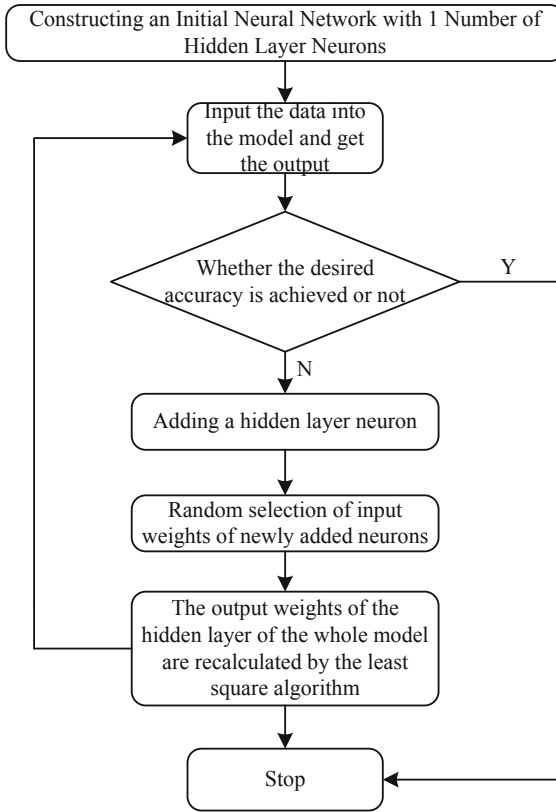 Constructing an Initial Neural Network with 1 Number of
Hidden Layer Neurons
Input the data into
the model and get
the output
Whether the desired
accuracy is achieved or not
Y
N
Adding a hidden layer neuron
Random selection of input
weights of newly added neurons
The output weights of the
hidden layer of the whole model
are recalculated by the least
square algorithm
Stop